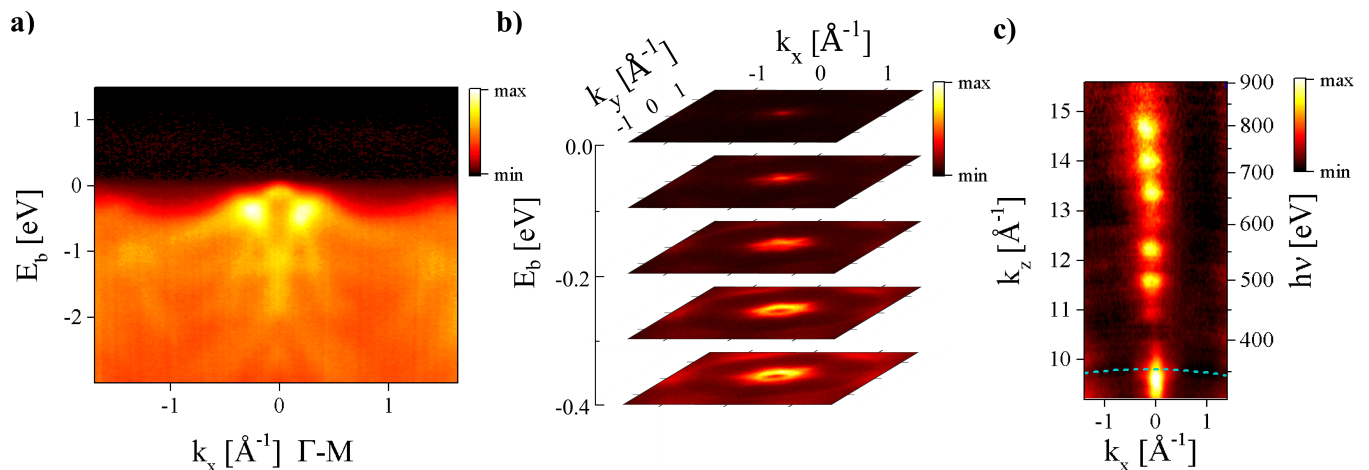 a)
max
min
1
0
-1
-2
E_b [eV]
-1
0
1
k_x [Å^-1] Γ-M
b)
k_x [Å^-1]
-1
0
1
k_y [Å^-1]
-1
0
1
max
min
0.0
-0.2
-0.4
E_b [eV]
c)
max
min
15
14
13
12
11
10
k_z [Å^-1]
900
800
700
600
500
400
hν [eV]
-1
0
1
k_x [Å^-1]